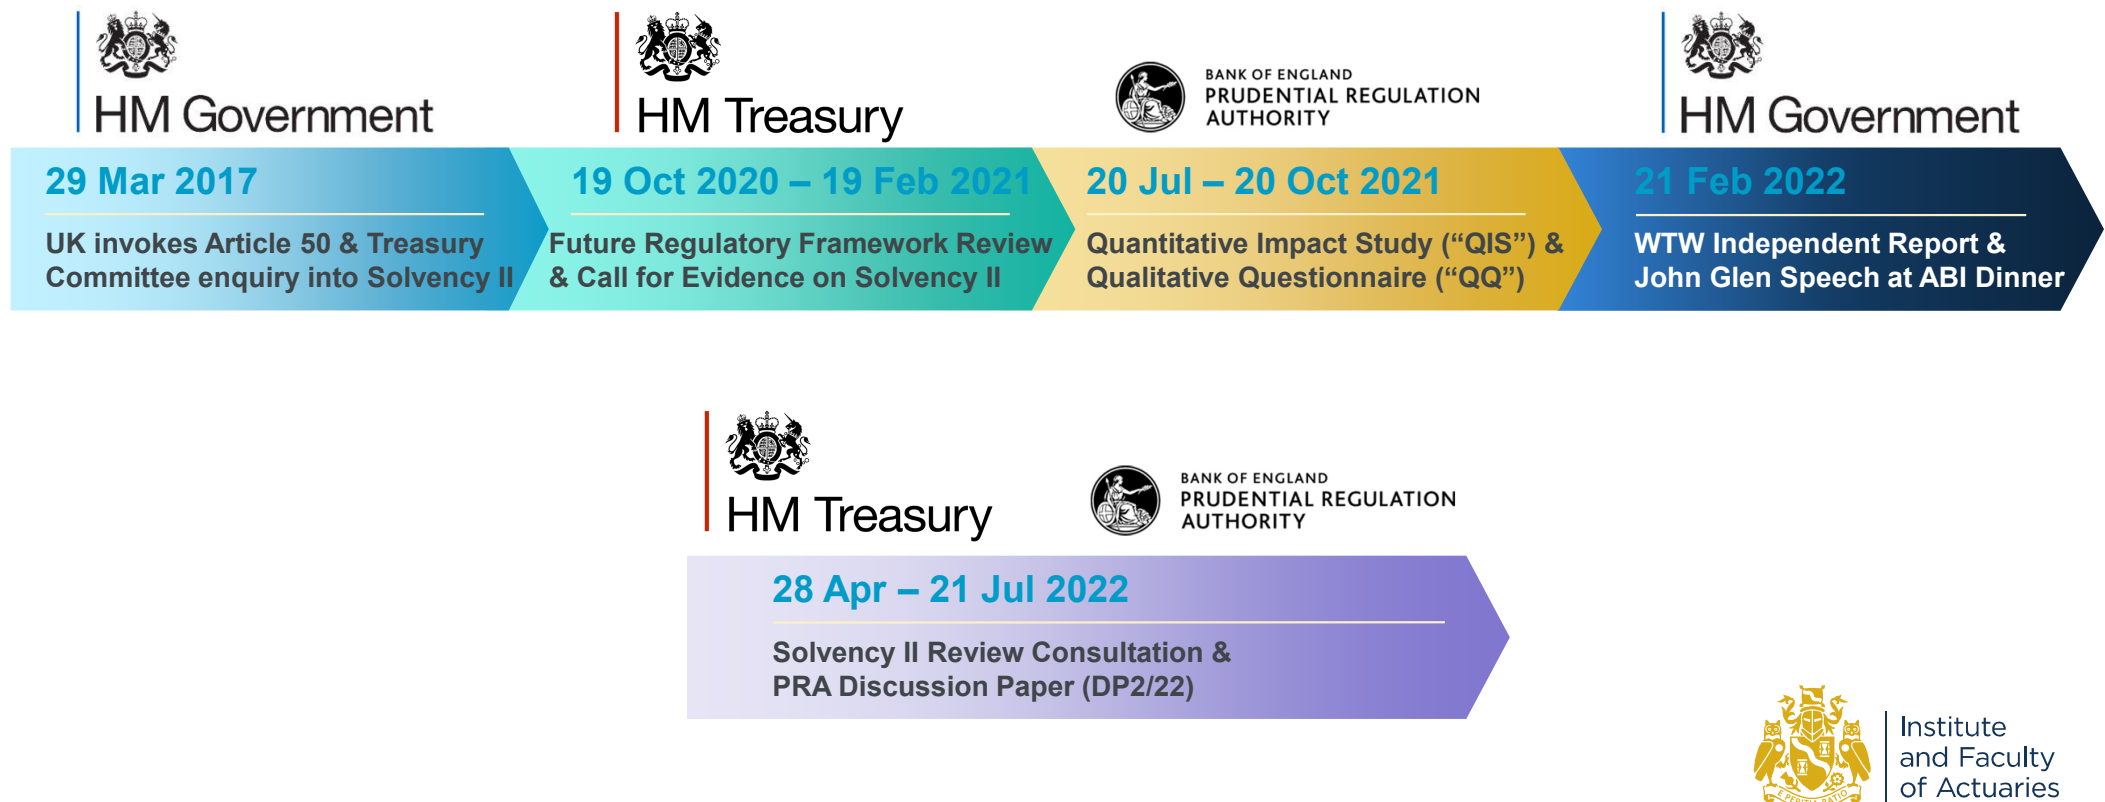 HM Government
HM Treasury
BANK OF ENGLAND
PRUDENTIAL REGULATION
AUTHORITY
HM Government
29 Mar 2017
UK invokes Article 50 & Treasury
Committee enquiry into Solvency II
19 Oct 2020 – 19 Feb 2021
Future Regulatory Framework Review
& Call for Evidence on Solvency II
20 Jul – 20 Oct 2021
Quantitative Impact Study (“QIS”) &
Qualitative Questionnaire (“QQ”)
21 Feb 2022
WTW Independent Report &
John Glen Speech at ABI Dinner
HM Treasury
BANK OF ENGLAND
PRUDENTIAL REGULATION
AUTHORITY
28 Apr – 21 Jul 2022
Solvency II Review Consultation &
PRA Discussion Paper (DP2/22)
Institute
and Faculty
of Actuaries
E PERITIA RATIO